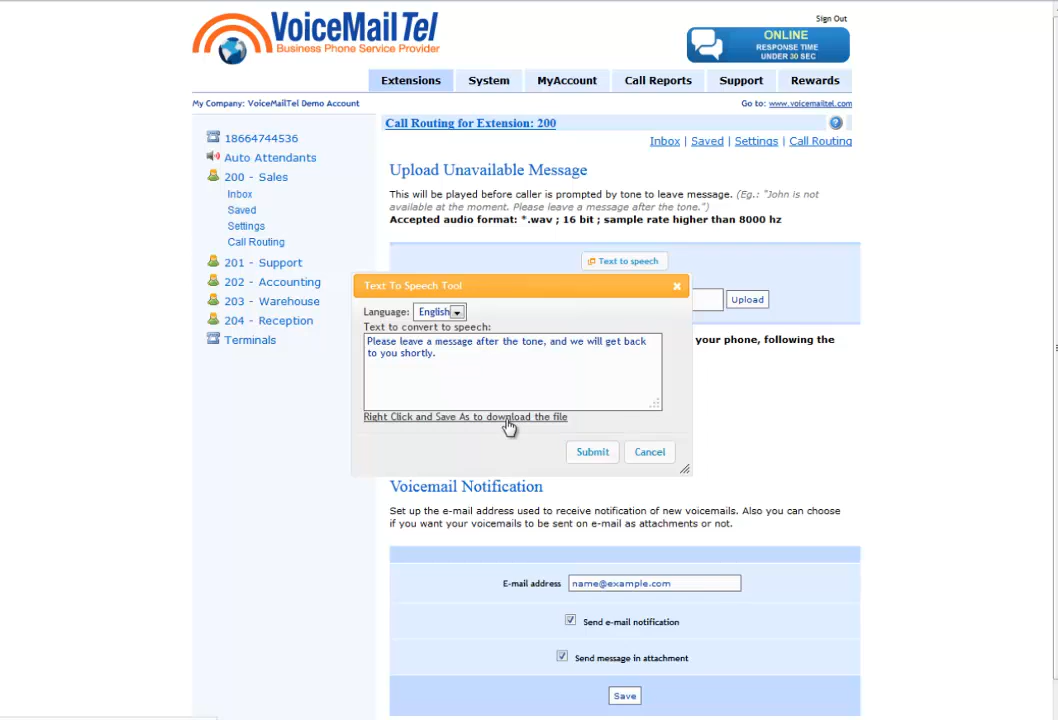 VoiceMail Tel
Business Phone Service Provider
Sign Out
ONLINE
RESPONSE TIME
UNDER 30 SEC
Extensions
System
MyAccount
Call Reports
Support
Rewards
My Company: VoiceMailTel Demo Account
Go to: www.voicemailtel.com
18664744536
Auto Attendants
200 - Sales
Inbox
Saved
Settings
Call Routing
201 - Support
202 - Accounting
203 - Warehouse
204 - Reception
Terminals
Call Routing for Extension: 200
Inbox | Saved | Settings | Call Routing
Upload Unavailable Message
This will be played before caller is prompted by tone to leave message. (Eg.: "John is not
available at the moment. Please leave a message after the tone.")
Accepted audio format: *.wav ; 16 bit ; sample rate higher than 8000 hz
Text to speech
Upload
your phone, following the
Text To Speech Tool
Language: English
Text to convert to speech:
Please leave a message after the tone, and we will get back
to you shortly.
Right Click and Save As to download the file
Submit
Cancel
Voicemail Notification
Set up the e-mail address used to receive notification of new voicemails. Also you can choose
if you want your voicemails to be sent on e-mail as attachments or not.
E-mail address name@example.com
Send e-mail notification
Send message in attachment
Save